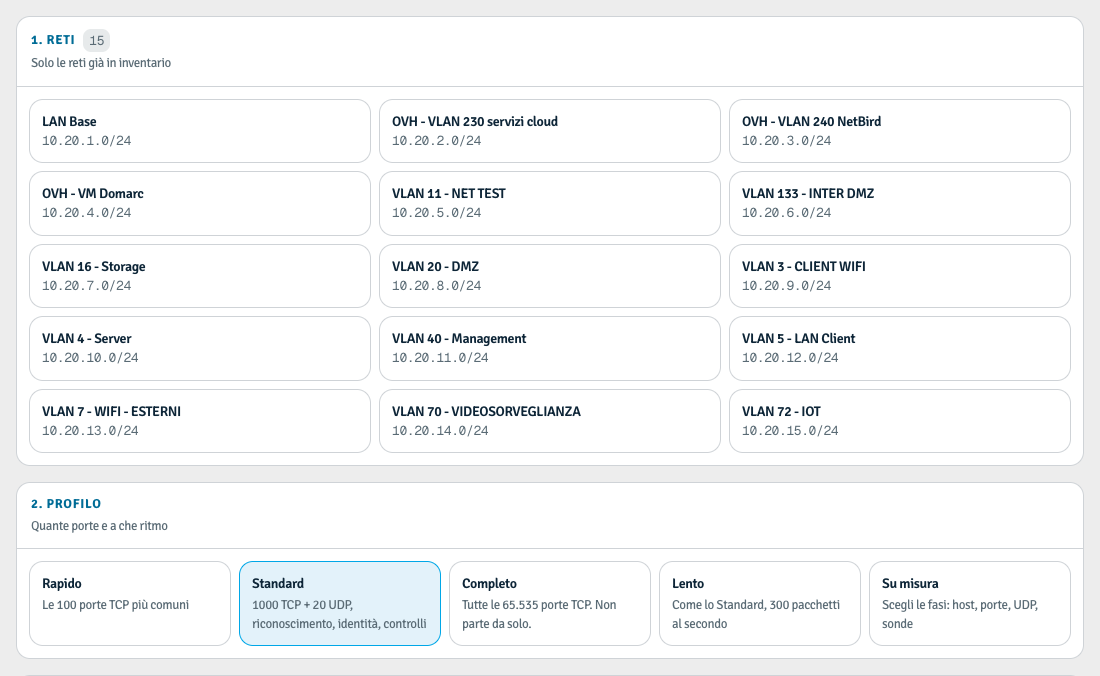 1. RETI 15
Solo le reti già in inventario
LAN Base
10.20.1.0/24
OVH - VLAN 230 servizi cloud
10.20.2.0/24
OVH - VLAN 240 NetBird
10.20.3.0/24
OVH - VM Domarc
10.20.4.0/24
VLAN 11 - NET TEST
10.20.5.0/24
VLAN 133 - INTER DMZ
10.20.6.0/24
VLAN 16 - Storage
10.20.7.0/24
VLAN 20 - DMZ
10.20.8.0/24
VLAN 3 - CLIENT WIFI
10.20.9.0/24
VLAN 4 - Server
10.20.10.0/24
VLAN 40 - Management
10.20.11.0/24
VLAN 5 - LAN Client
10.20.12.0/24
VLAN 7 - WIFI - ESTERNI
10.20.13.0/24
VLAN 70 - VIDEOSORVEGLIANZA
10.20.14.0/24
VLAN 72 - IOT
10.20.15.0/24
2. PROFILO
Quante porte e a che ritmo
Rapido
Le 100 porte TCP più comuni
Standard
1000 TCP + 20 UDP,
riconoscimento, identità, controlli
Completo
Tutte le 65.535 porte TCP. Non
parte da solo.
Lento
Come lo Standard, 300 pacchetti
al secondo
Su misura
Scegli le fasi: host, porte, UDP,
sonde